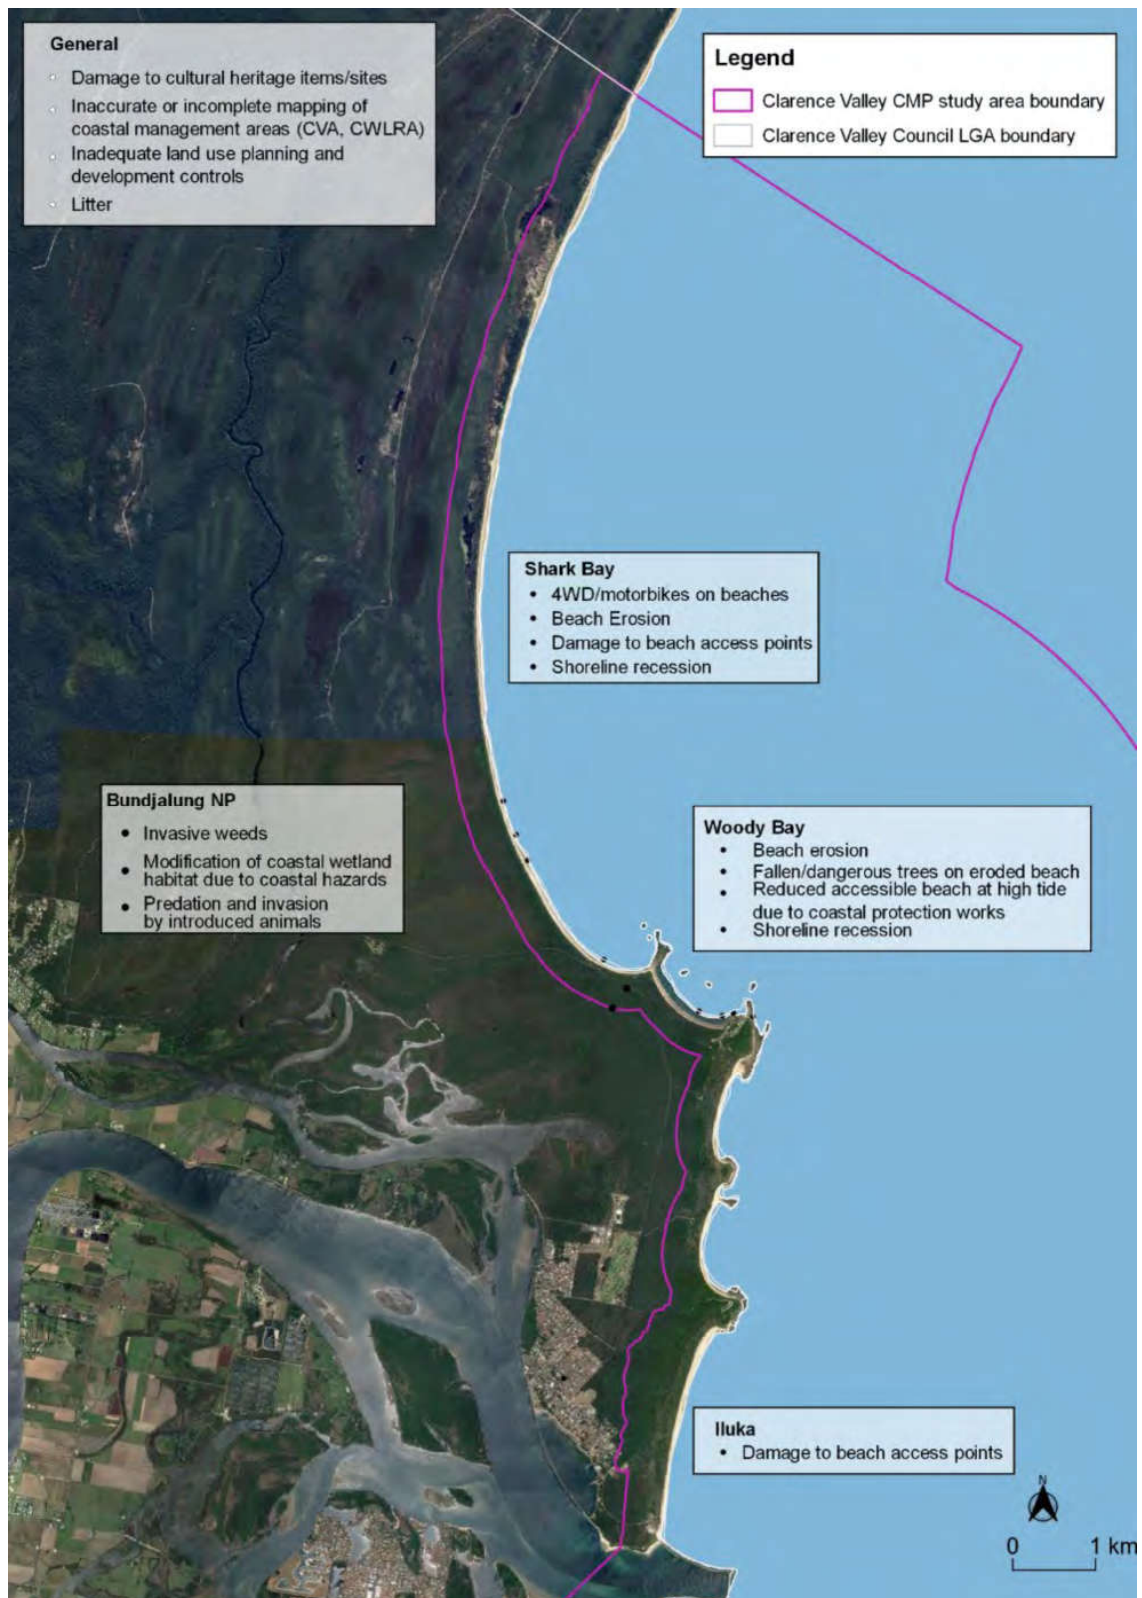 General
Damage to cultural heritage items/sites
Inaccurate or incomplete mapping of
coastal management areas (CVA, CWLRA)
Inadequate land use planning and
development controls
Litter
Legend
Clarence Valley CMP study area boundary
Clarence Valley Council LGA boundary
Shark Bay
• 4WD/motorbikes on beaches
• Beach Erosion
• Damage to beach access points
• Shoreline recession
Bundjalung NP
• Invasive weeds
• Modification of coastal wetland
habitat due to coastal hazards
• Predation and invasion
by introduced animals
Woody Bay
• Beach erosion
• Fallen/dangerous trees on eroded beach
• Reduced accessible beach at high tide
due to coastal protection works
• Shoreline recession
Iluka
• Damage to beach access points
N
0 1 km